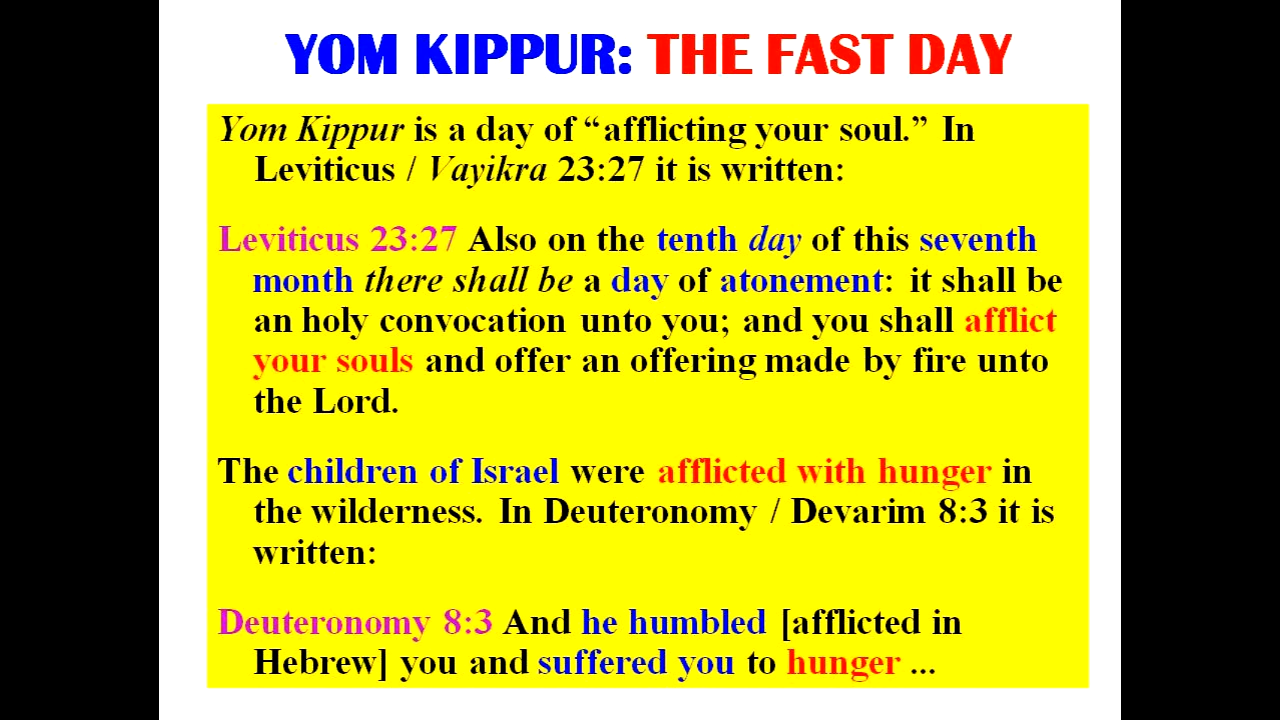 YOM KIPPUR: THE FAST DAY
Yom Kippur is a day of “afflicting your soul.” In
Leviticus / Vayikra 23:27 it is written:
Leviticus 23:27 Also on the tenth day of this seventh
month there shall be a day of atonement: it shall be
an holy convocation unto you; and you shall afflict
your souls and offer an offering made by fire unto
the Lord.
The children of Israel were afflicted with hunger in
the wilderness. In Deuteronomy / Devarim 8:3 it is
written:
Deuteronomy 8:3 And he humbled [afflicted in
Hebrew] you and suffered you to hunger ...